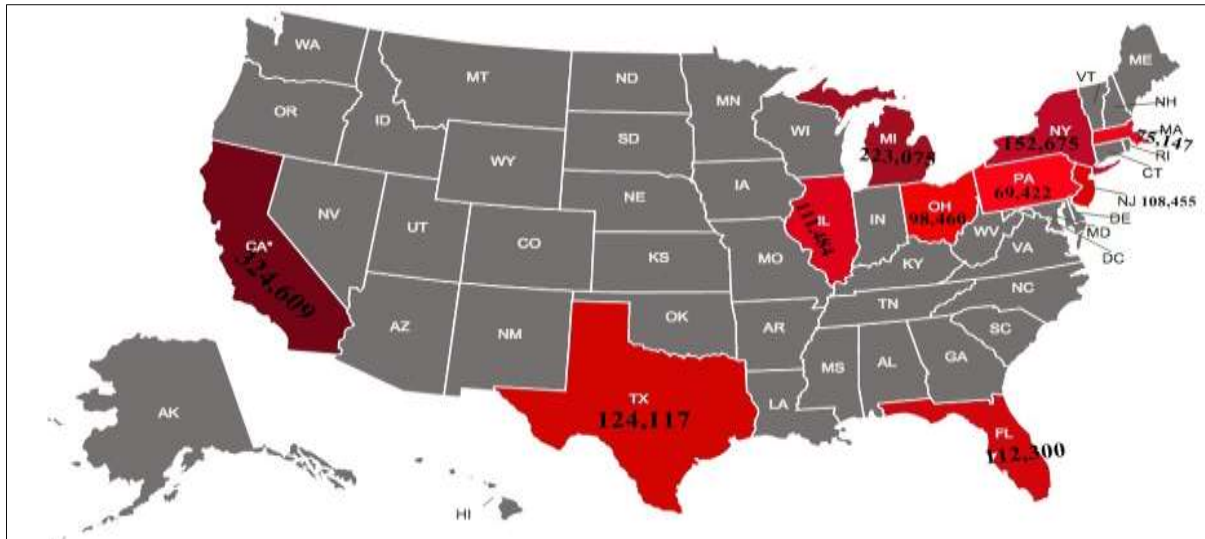 WA
MT
ND
MN
ME
VT
NH
OR
ID
SD
WI
MI
223,075
NY
152,675
MA
75,147
RI
CT
WY
IA
NE
PA
69,422
NJ 108,455
NV
UT
CO
IL
111,484
IN
OH
98,460
DE
MD
DC
WV
VA
CA*
324,609
KS
MO
KY
NC
TN
AZ
NM
OK
AR
SC
MS
AL
GA
TX
124,117
LA
FL
112,300
AK
HI